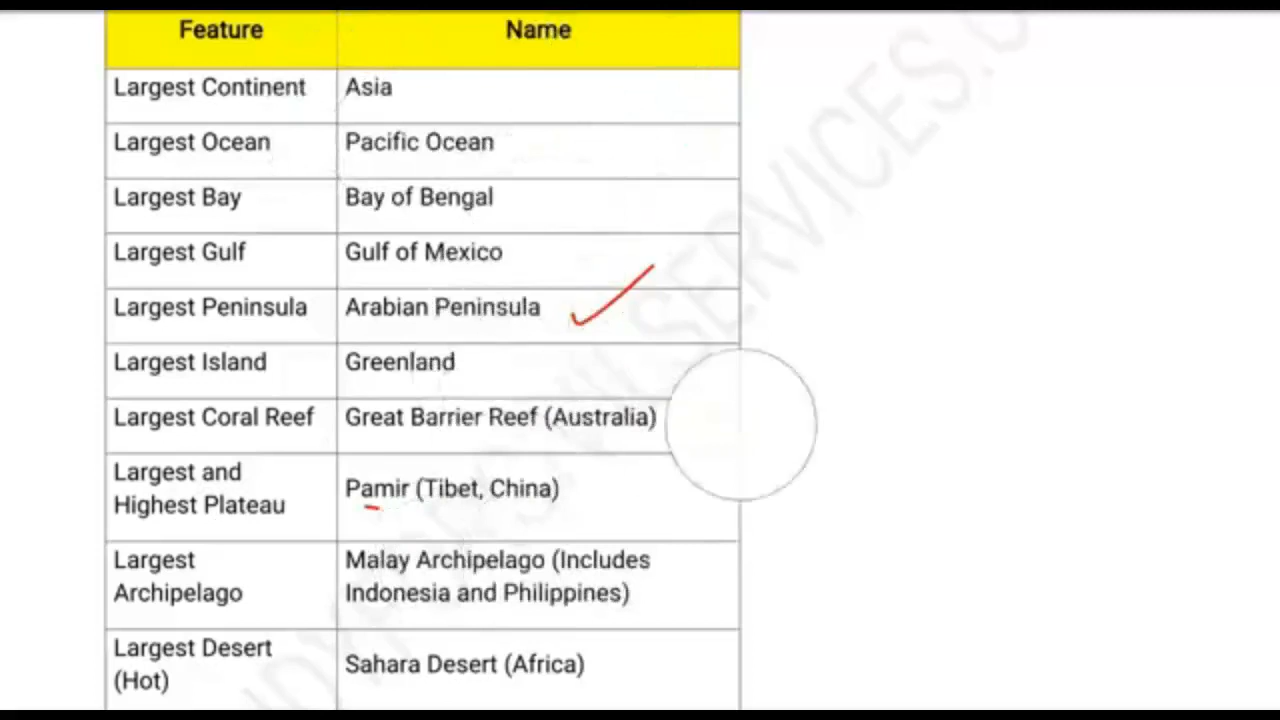 Feature Name
Largest Continent Asia
Largest Ocean Pacific Ocean
Largest Bay Bay of Bengal
Largest Gulf Gulf of Mexico
Largest Peninsula Arabian Peninsula
Largest Island Greenland
Largest Coral Reef Great Barrier Reef (Australia)
Largest and
Highest Plateau
Pamir (Tibet, China)
Largest
Archipelago
Malay Archipelago (Includes
Indonesia and Philippines)
Largest Desert
(Hot)
Sahara Desert (Africa)